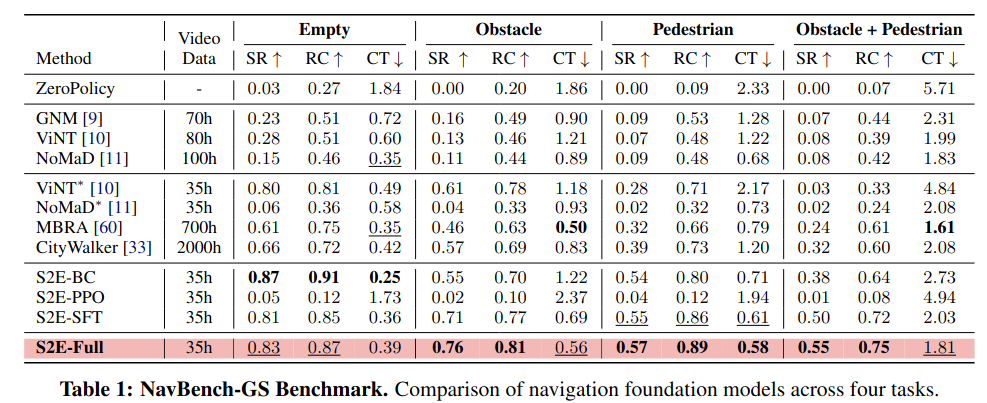 Empty Obstacle Pedestrian Obstacle + Pedestrian
Method Video Data SR ↑ RC ↑ CT ↓ SR ↑ RC ↑ CT ↓ SR ↑ RC ↑ CT ↓ SR ↑ RC ↑ CT ↓
ZeroPolicy - 0.03 0.27 1.84 0.00 0.20 1.86 0.00 0.09 2.33 0.00 0.07 5.71
GNM [9] 70h 0.23 0.51 0.72 0.16 0.49 0.90 0.09 0.53 1.28 0.07 0.44 2.31
ViNT [10] 80h 0.28 0.51 0.60 0.13 0.46 1.21 0.07 0.48 1.22 0.08 0.39 1.99
NoMaD [11] 100h 0.15 0.46 0.35 0.11 0.44 0.89 0.09 0.48 0.68 0.08 0.42 1.83
ViNT* [10] 35h 0.80 0.81 0.49 0.61 0.78 1.18 0.28 0.71 2.17 0.03 0.33 4.84
NoMaD* [11] 35h 0.06 0.36 0.58 0.04 0.33 0.93 0.02 0.32 0.73 0.02 0.24 2.08
MBRA [60] 700h 0.61 0.75 0.35 0.46 0.63 0.50 0.32 0.66 0.79 0.24 0.61 1.61
CityWalker [33] 2000h 0.66 0.72 0.42 0.57 0.69 0.83 0.39 0.73 1.20 0.32 0.60 2.08
S2E-BC 35h 0.87 0.91 0.25 0.55 0.70 1.22 0.54 0.80 0.71 0.38 0.64 2.73
S2E-PPO 35h 0.05 0.12 1.73 0.02 0.10 2.37 0.04 0.12 1.94 0.01 0.08 4.94
S2E-SFT 35h 0.81 0.85 0.36 0.71 0.77 0.69 0.55 0.86 0.61 0.50 0.72 2.03
S2E-Full 35h 0.83 0.87 0.39 0.76 0.81 0.56 0.57 0.89 0.58 0.55 0.75 1.81
Table 1: NavBench-GS Benchmark. Comparison of navigation foundation models across four tasks.